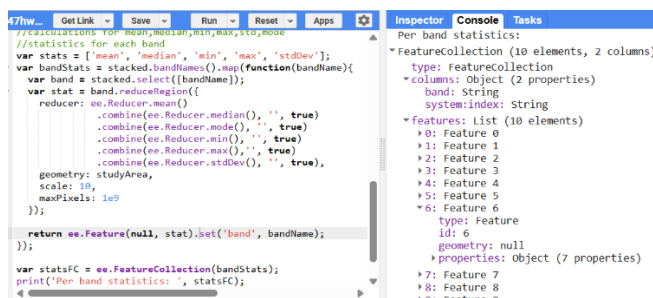 47hw...
Get Link
Save
Run
Reset
Apps
Inspector
Console
Tasks
//calculations for mean,median,min,max,std,mode
//statistics for each band
var stats = ['mean', 'median', 'min', 'max', 'stdDev'];
var bandStats = stacked.bandNames().map(function(bandName){
var band = stacked.select([bandName]);
var stat = band.reduceRegion({
reducer: ee.Reducer.mean()
.combine(ee.Reducer.median(), '', true)
.combine(ee.Reducer.mode(), '', true)
.combine(ee.Reducer.min(), '', true)
.combine(ee.Reducer.max(),'', true)
.combine(ee.Reducer.stdDev(), '', true),
geometry: studyArea,
scale: 10,
maxPixels: 1e9
});
return ee.Feature(null, stat).set('band', bandName);
});
var statsFC = ee.FeatureCollection(bandStats);
print('Per band statistics: ', statsFC);
Per band statistics:
FeatureCollection (10 elements, 2 columns)
type: FeatureCollection
columns: Object (2 properties)
band: String
system:index: String
features: List (10 elements)
0: Feature 0
1: Feature 1
2: Feature 2
3: Feature 3
4: Feature 4
5: Feature 5
6: Feature 6
type: Feature
id: 6
geometry: null
properties: Object (7 properties)
7: Feature 7
8: Feature 8